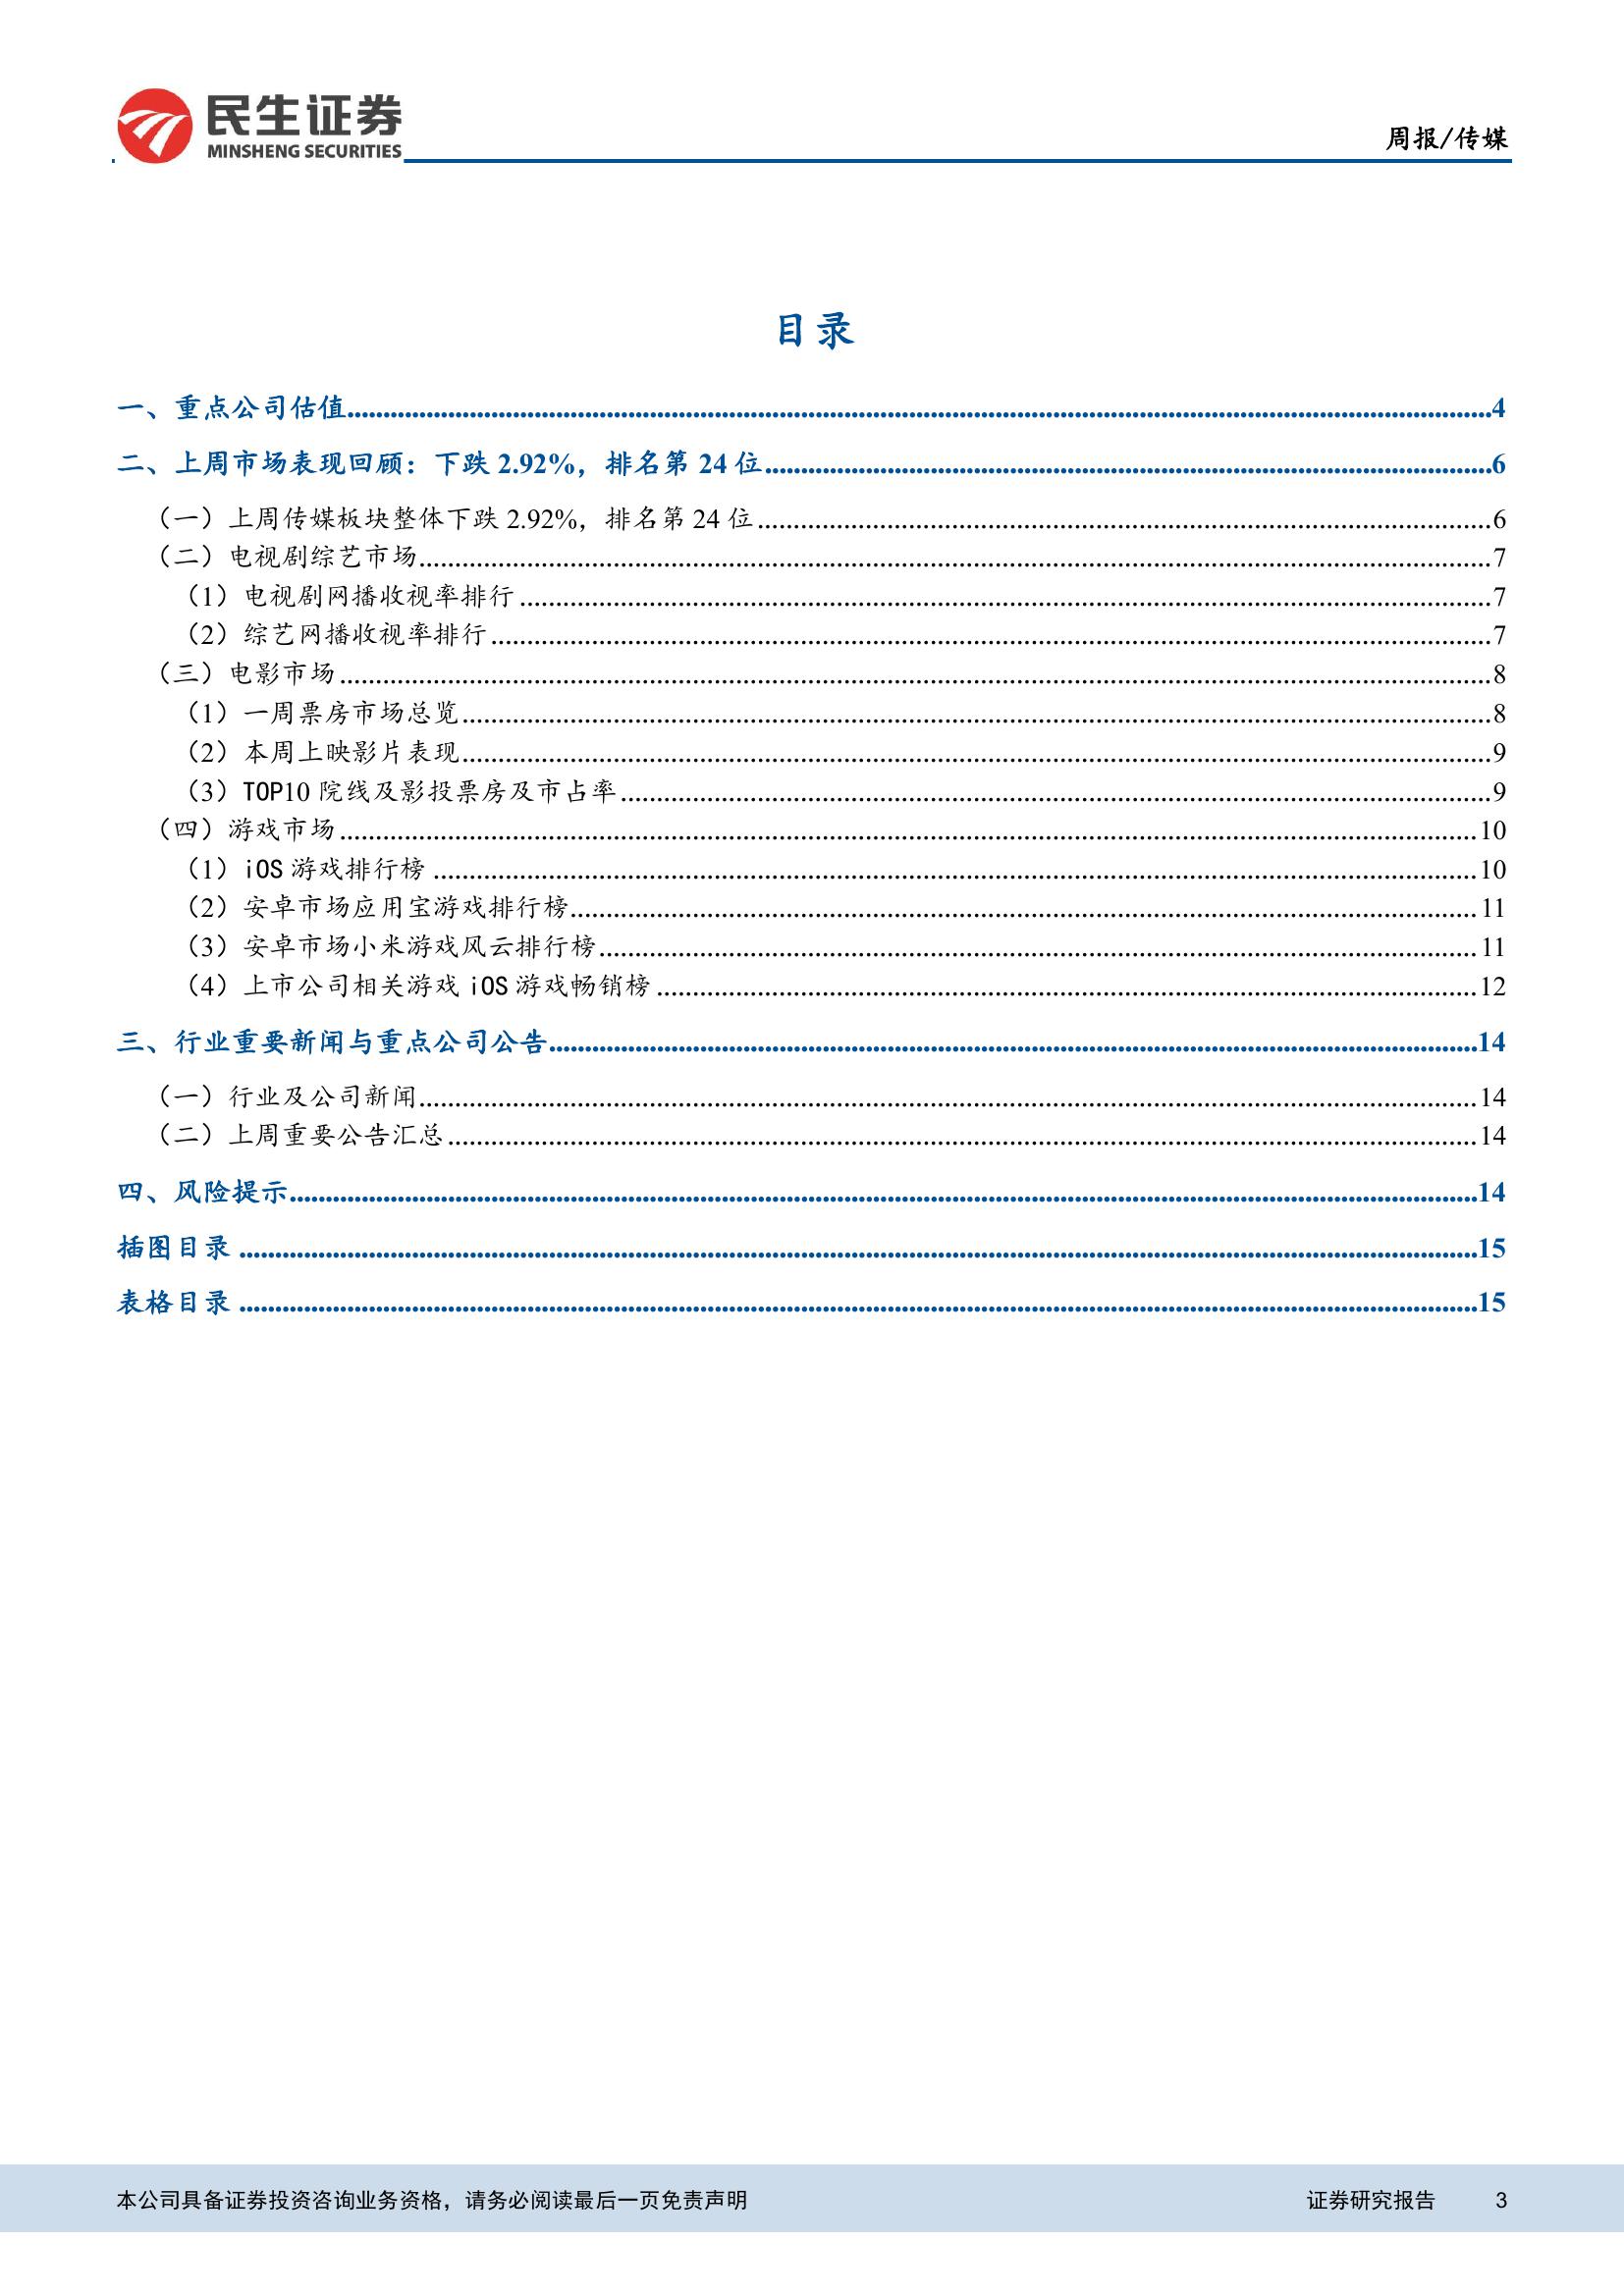 民生证券
MINSHENG SECURITIES
周报/传媒
目录
一、重点公司估值........4
二、上周市场表现回顾：下跌 2.92%，排名第 24 位........6
（一）上周传媒板块整体下跌 2.92%，排名第 24 位........6
（二）电视剧综艺市场........7
（1）电视剧网播收视率排行........7
（2）综艺网播收视率排行........7
（三）电影市场........8
（1）一周票房市场总览........8
（2）本周上映影片表现........9
（3）TOP10 院线及影投票房及市占率........9
（四）游戏市场........10
（1）iOS 游戏排行榜........10
（2）安卓市场应用宝游戏排行榜........11
（3）安卓市场小米游戏风云排行榜........11
（4）上市公司相关游戏 iOS 游戏畅销榜........12
三、行业重要新闻与重点公司公告........14
（一）行业及公司新闻........14
（二）上周重要公告汇总........14
四、风险提示........14
插图目录........15
表格目录........15
本公司具备证券投资咨询业务资格，请务必阅读最后一页免责声明 证券研究报告 3